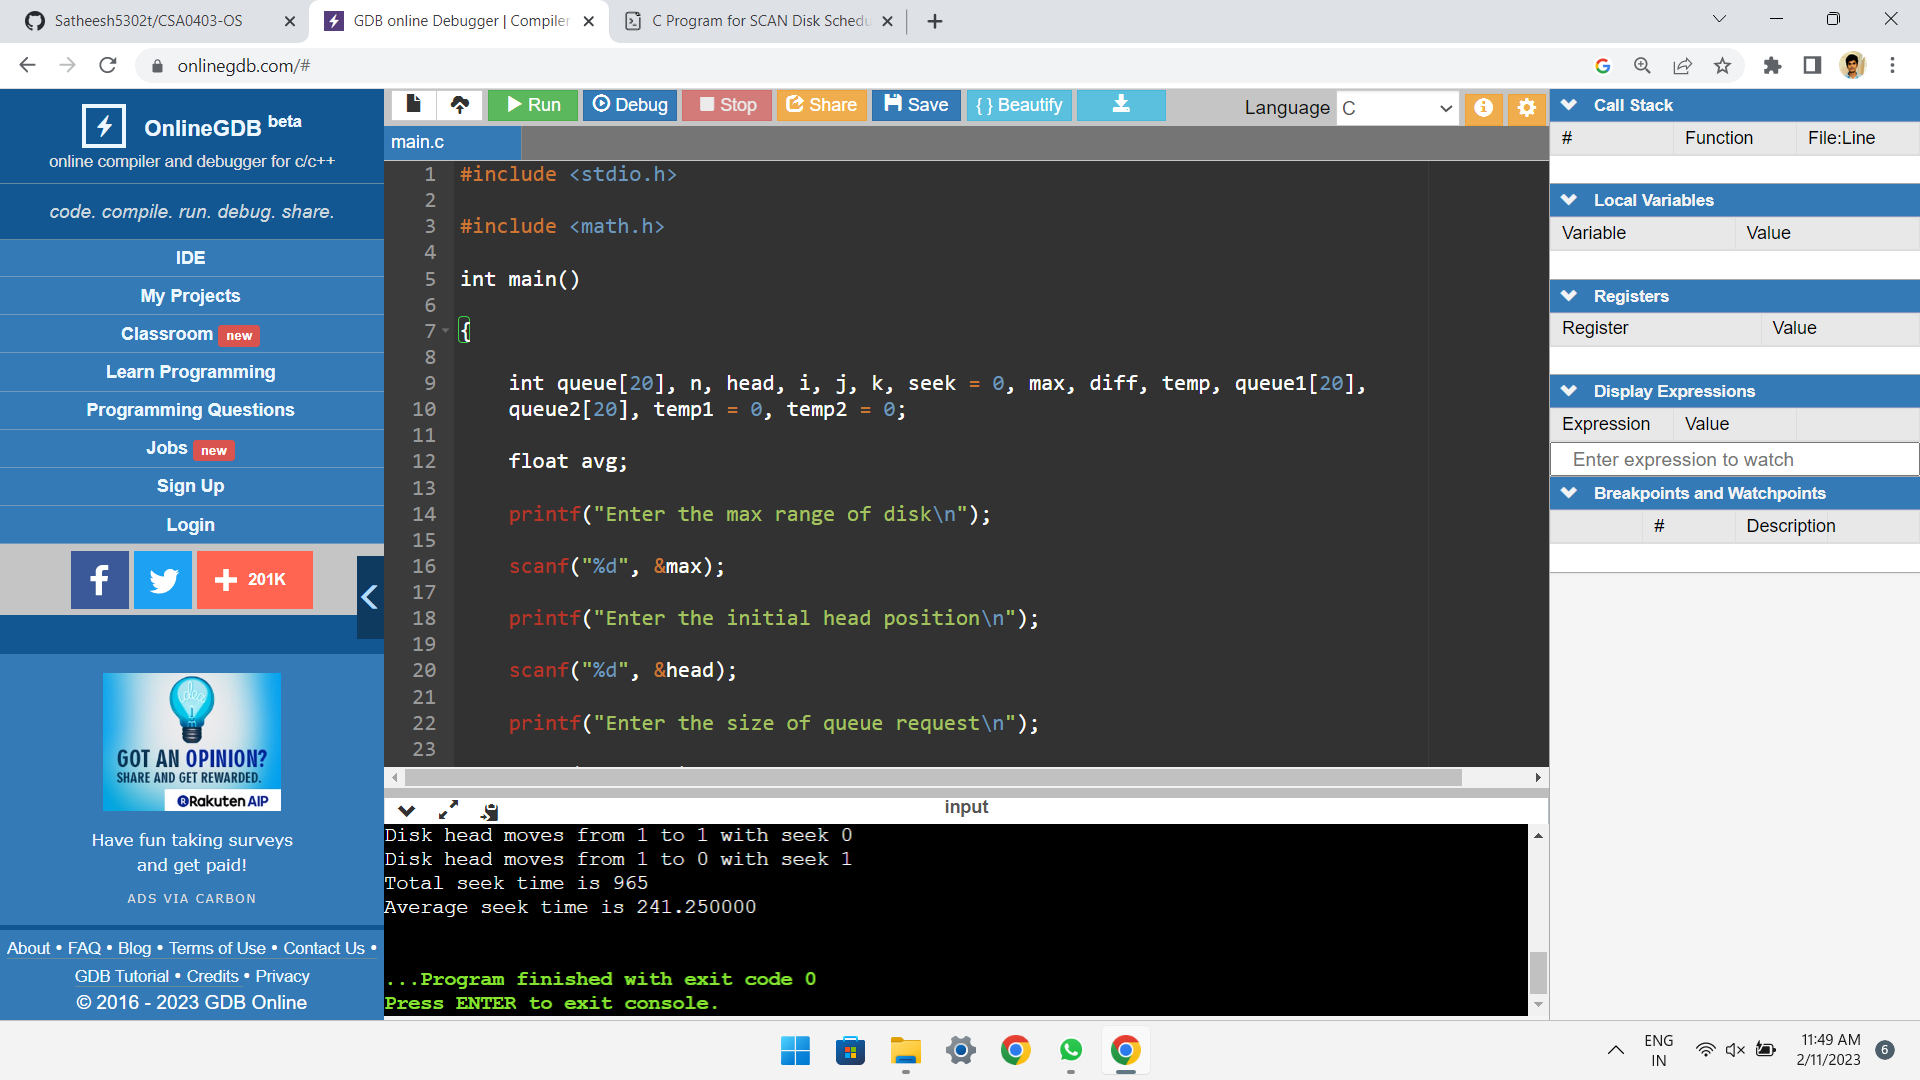 Satheesh5302t/CSA0403-OS
GDB online Debugger | Compiler
C Program for SCAN Disk Schedu
onlinegdb.com/#
OnlineGDB beta
online compiler and debugger for c/c++
code. compile. run. debug. share.
IDE
My Projects
Classroom new
Learn Programming
Programming Questions
Jobs new
Sign Up
Login
f
+ 201K
idea
GOT AN OPINION?
SHARE AND GET REWARDED.
Rakuten AIP
Have fun taking surveys
and get paid!
ADS VIA CARBON
About • FAQ • Blog • Terms of Use • Contact Us •
GDB Tutorial • Credits • Privacy
© 2016 - 2023 GDB Online
Run
Debug
Stop
Share
Save
{ } Beautify
Language C
main.c
1 #include <stdio.h>
2
3 #include <math.h>
4
5 int main()
6
7 {
8
9 int queue[20], n, head, i, j, k, seek = 0, max, diff, temp, queue1[20],
10 queue2[20], temp1 = 0, temp2 = 0;
11
12 float avg;
13
14 printf("Enter the max range of disk\n");
15
16 scanf("%d", &max);
17
18 printf("Enter the initial head position\n");
19
20 scanf("%d", &head);
21
22 printf("Enter the size of queue request\n");
23
input
Disk head moves from 1 to 1 with seek 0
Disk head moves from 1 to 0 with seek 1
Total seek time is 965
Average seek time is 241.250000
...Program finished with exit code 0
Press ENTER to exit console.
Call Stack
# Function File:Line
Local Variables
Variable Value
Registers
Register Value
Display Expressions
Expression Value
Enter expression to watch
Breakpoints and Watchpoints
# Description
ENG
IN
11:49 AM
2/11/2023
6